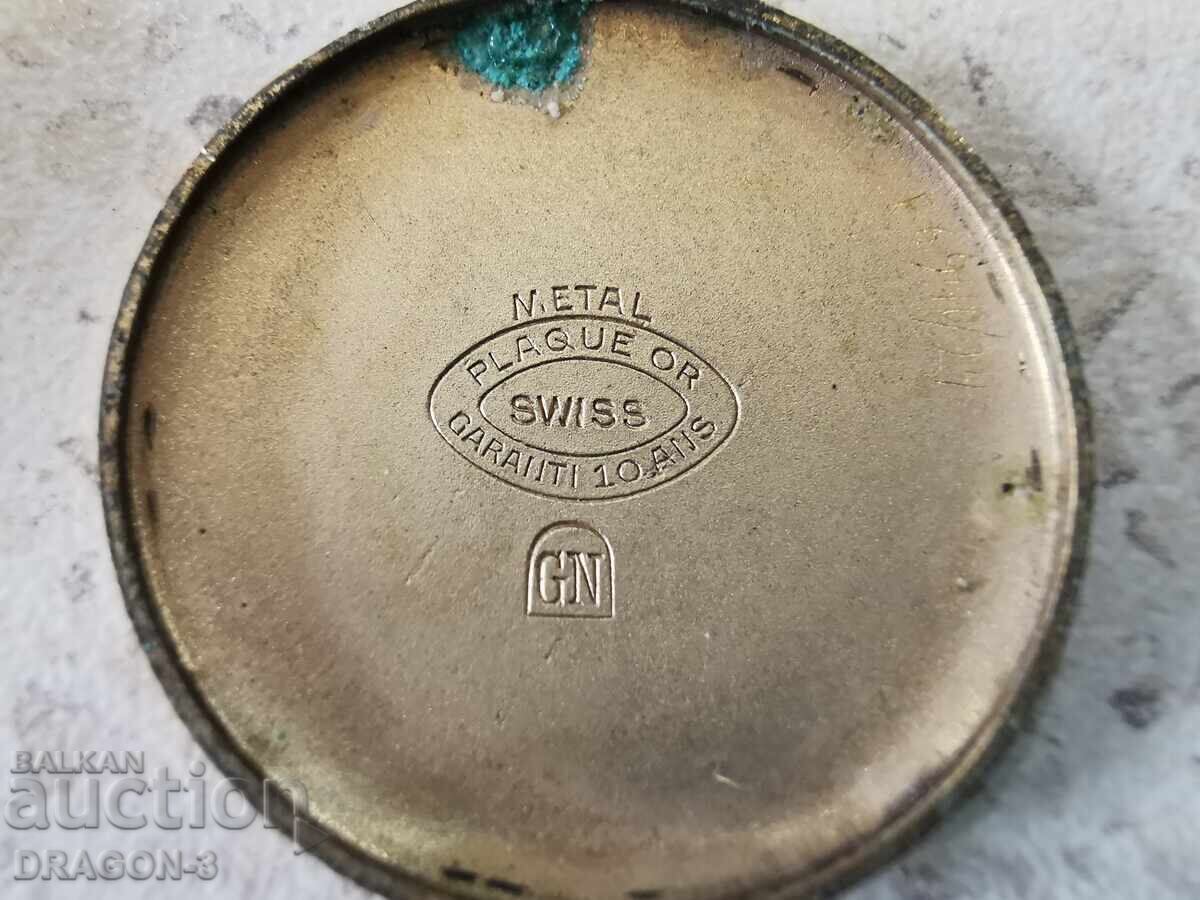 METAL
PLAQUE OR
SWISS
GARANTI 10 ANS
GN
BALKAN
auction
DRAGON-3